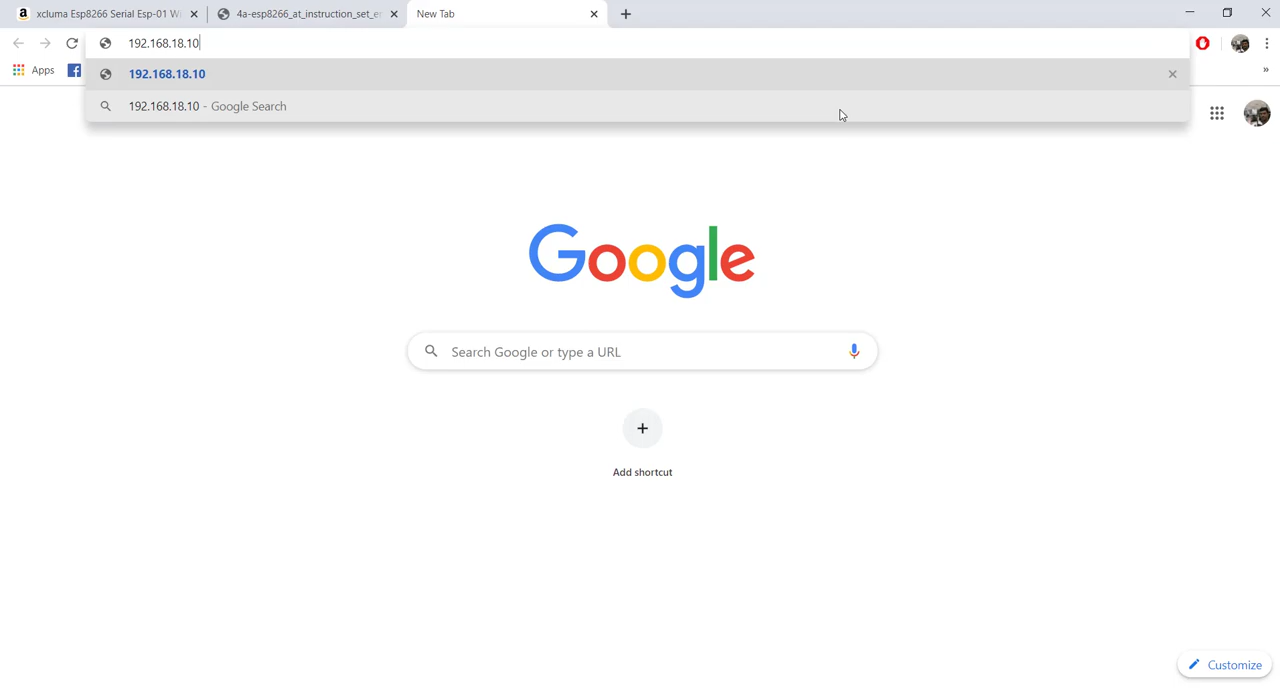 xcluma Esp8266 Serial Esp-01 Wi
4a-esp8266_at_instruction_set_e
New Tab
192.168.18.10
Apps
192.168.18.10
192.168.18.10 - Google Search
Google
Search Google or type a URL
Add shortcut
Customize